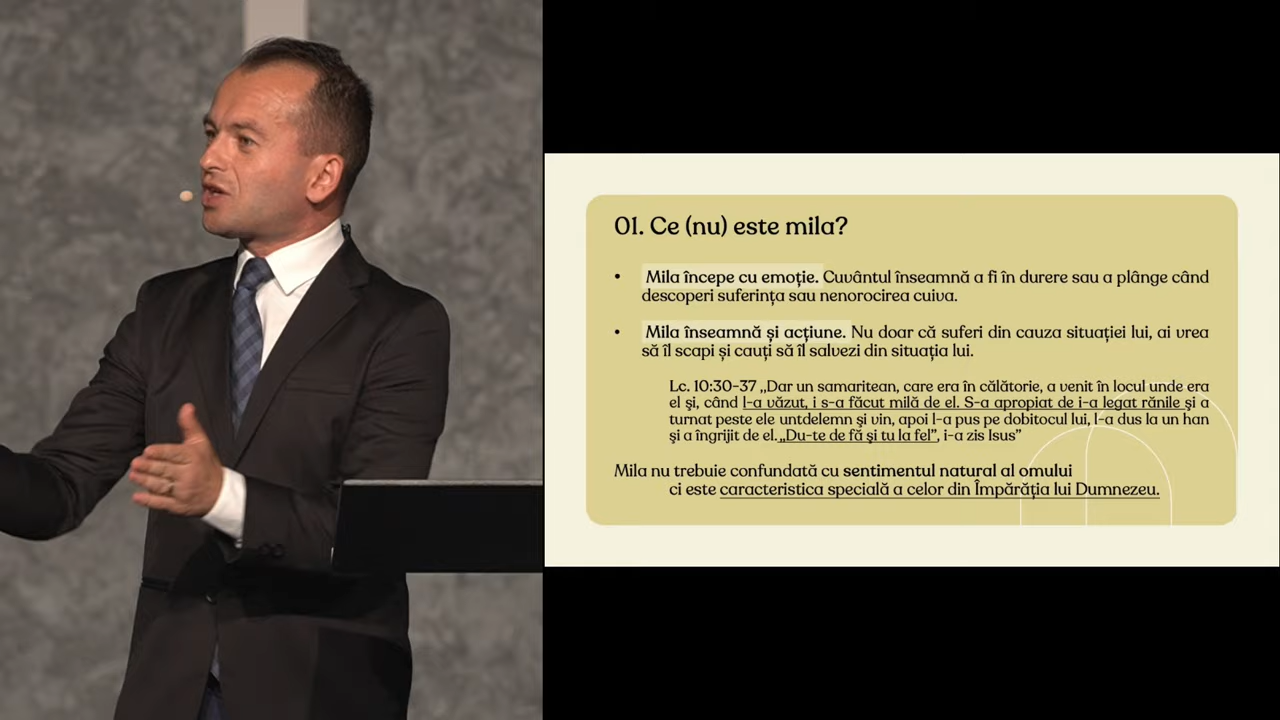 01. Ce (nu) este mila?
• Mila începe cu emoție. Cuvântul înseamnă a fi în durere sau a plânge când
descoperi suferința sau nenorocirea cuiva.
• Mila înseamnă și acțiune. Nu doar că suferi din cauza situației lui, ai vrea
să îl scapi și cauți să îl salvezi din situația lui.
Lc. 10:30-37 „Dar un samaritean, care era în călătorie, a venit în locul unde era
el şi, când l-a văzut, i s-a făcut milă de el. S-a apropiat de i-a legat rănile şi a
turnat peste ele untdelemn şi vin, apoi l-a pus pe dobitocul lui, l-a dus la un han
şi a îngrijit de el. „Du-te de fă şi tu la fel”, i-a zis Isus”
Mila nu trebuie confundată cu sentimentul natural al omului
ci este caracteristica specială a celor din Împărăția lui Dumnezeu.